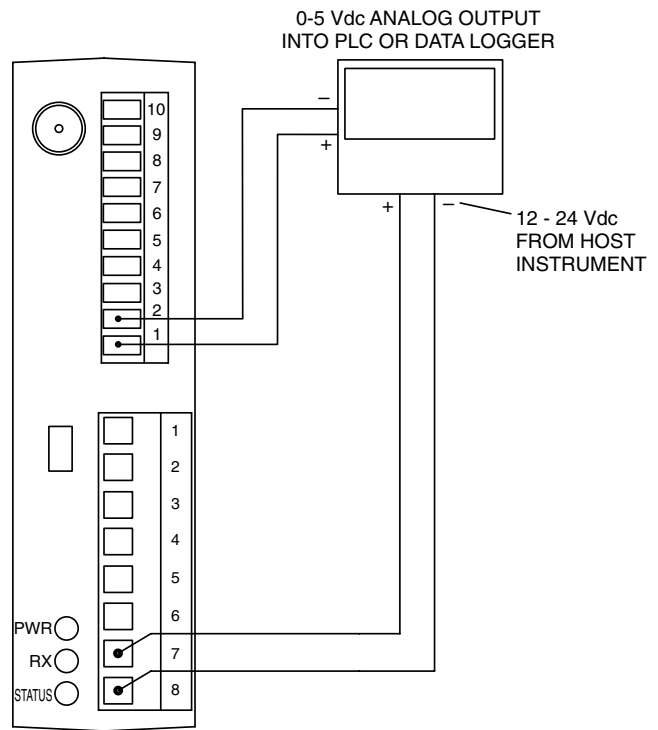 0-5 Vdc ANALOG OUTPUT
INTO PLC OR DATA LOGGER
–
+
+
–
12 - 24 Vdc
FROM HOST
INSTRUMENT
10
9
8
7
6
5
4
3
2
1
1
2
3
4
5
6
7
8
PWR
RX
STATUS